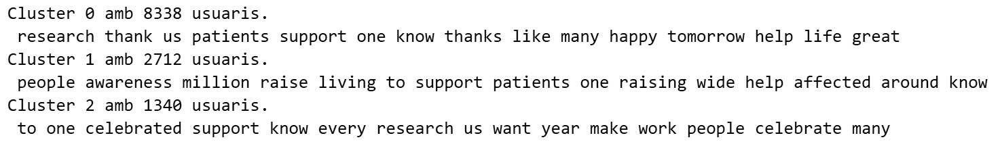 Cluster 0 amb 8338 usuaris.
research thank us patients support one know thanks like many happy tomorrow help life great
Cluster 1 amb 2712 usuaris.
people awareness million raise living to support patients one raising wide help affected around know
Cluster 2 amb 1340 usuaris.
to one celebrated support know every research us want year make work people celebrate many